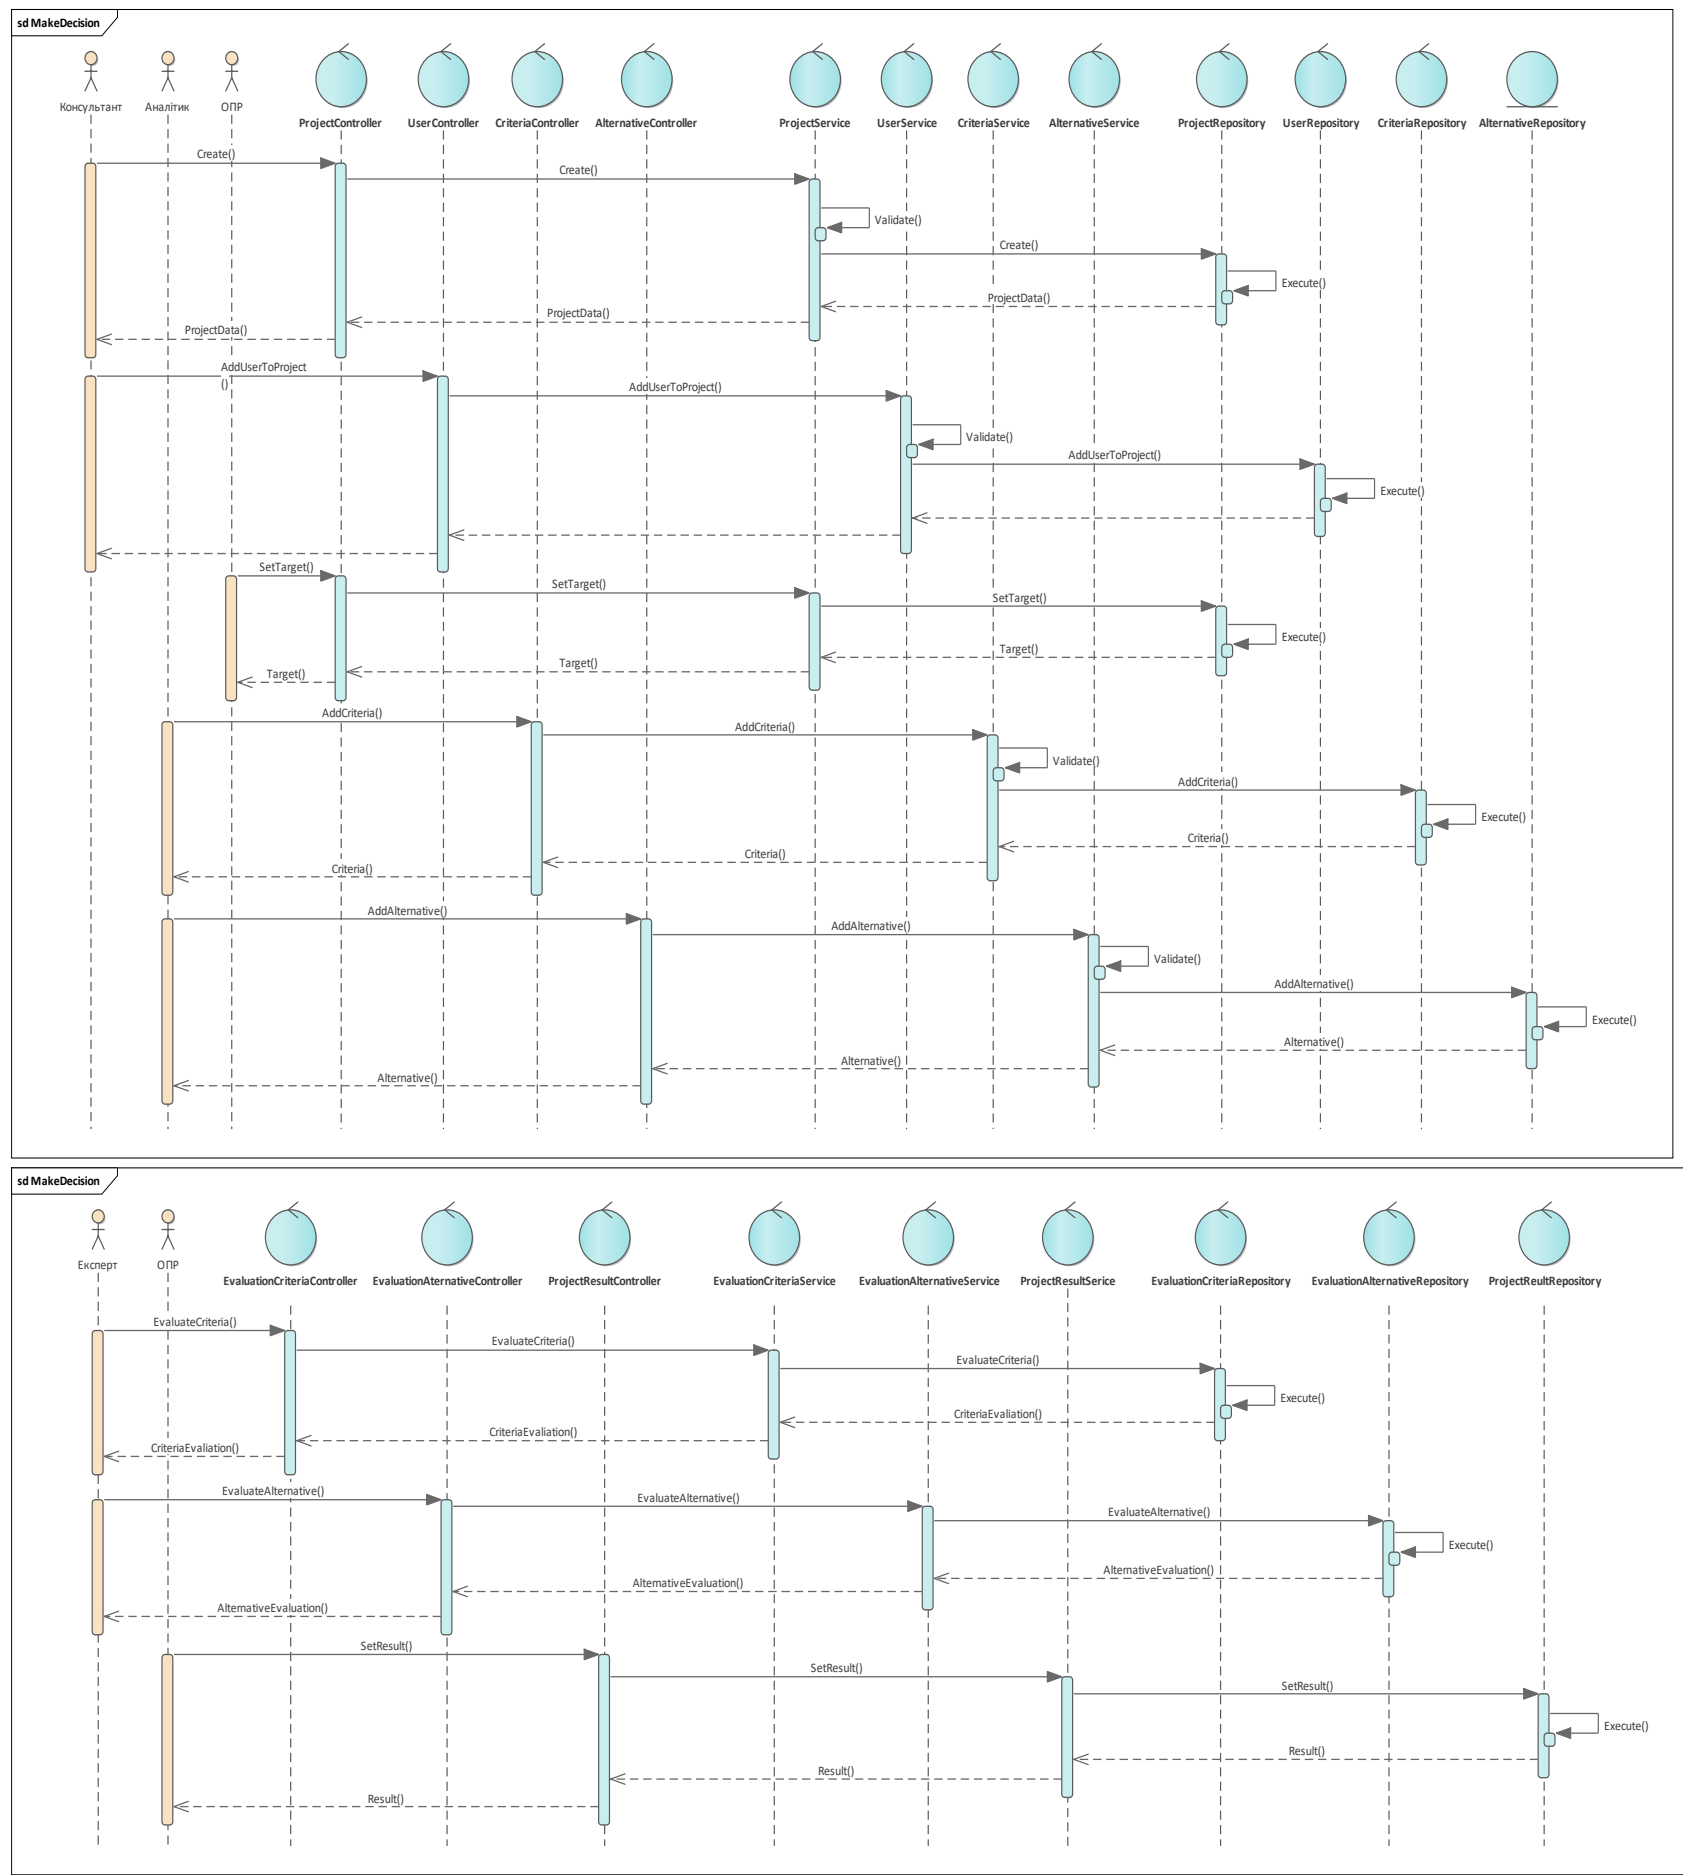 sd MakeDecision
Консультант
Аналітик
ОПР
ProjectController
UserController
CriteriaController
AlternativeController
ProjectService
UserService
CriteriaService
AlternativeService
ProjectRepository
UserRepository
CriteriaRepository
AlternativeRepository
Create()
Create()
Validate()
Create()
Execute()
ProjectData()
ProjectData()
ProjectData()
AddUserToProject
()
AddUserToProject()
Validate()
AddUserToProject()
Execute()
SetTarget()
SetTarget()
SetTarget()
Execute()
Target()
Target()
Target()
AddCriteria()
AddCriteria()
Validate()
AddCriteria()
Execute()
Criteria()
Criteria()
Criteria()
AddAlternative()
AddAlternative()
Validate()
AddAlternative()
Execute()
Alternative()
Alternative()
Alternative()
sd MakeDecision
Експерт
ОПР
EvaluationCriteriaController
EvaluationAternativeController
ProjectResultController
EvaluationCriteriaService
EvaluationAlternativeService
ProjectResultSerice
EvaluationCriteriaRepository
EvaluationAlternativeRepository
ProjectReultRepository
EvaluateCriteria()
EvaluateCriteria()
EvaluateCriteria()
Execute()
CriteriaEvaliation()
CriteriaEvaliation()
CriteriaEvaliation()
EvaluateAlternative()
EvaluateAlternative()
EvaluateAlternative()
Execute()
AlternativeEvaluation()
AlternativeEvaluation()
AlternativeEvaluation()
SetResult()
SetResult()
SetResult()
Execute()
Result()
Result()
Result()